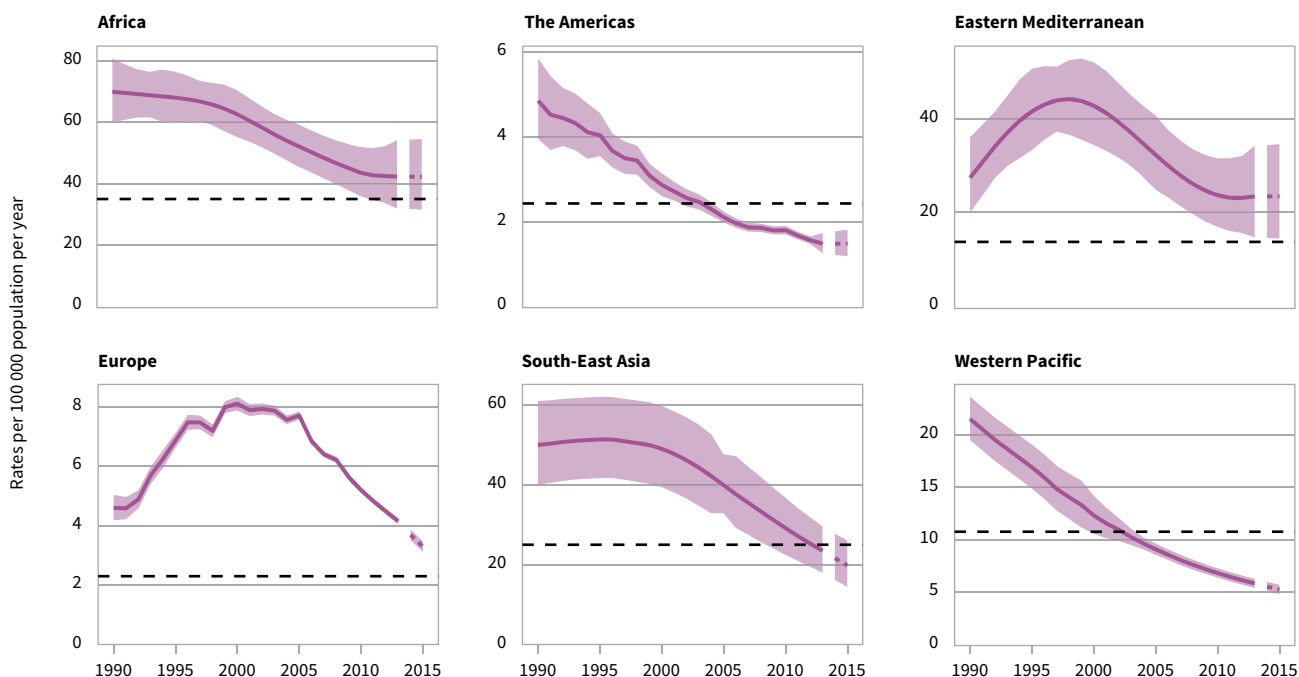 Africa
The Americas
Eastern Mediterranean
80
60
40
20
0
6
4
2
0
40
20
0
Rates per 100 000 population per year
Europe
South-East Asia
Western Pacific
8
6
4
2
0
60
40
20
0
20
15
10
5
0
1990 1995 2000 2005 2010 2015
1990 1995 2000 2005 2010 2015
1990 1995 2000 2005 2010 2015